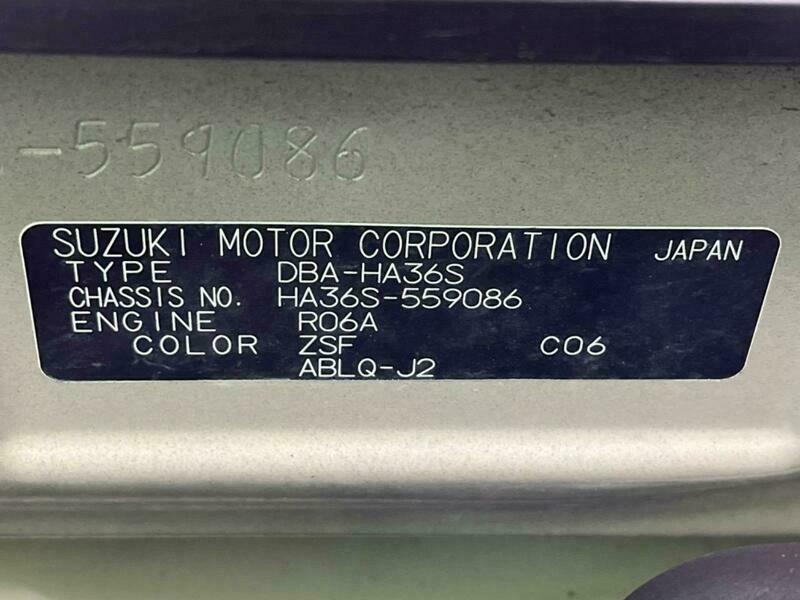 -559086
SUZUKI MOTOR CORPORATION JAPAN
TYPE DBA-HA36S
CHASSIS NO. HA36S-559086
ENGINE R06A
COLOR ZSF C06
ABLQ-J2